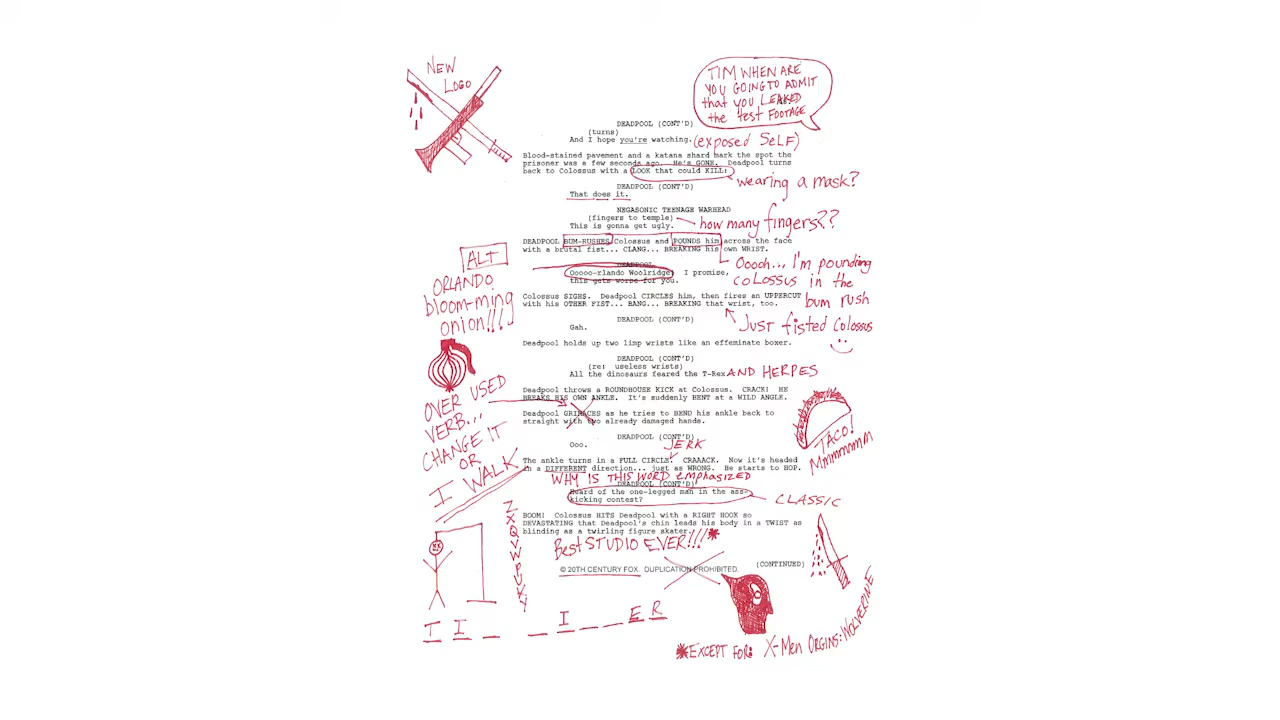 NEW
LOGO
TIM WHEN ARE
YOU GOING TO ADMIT
that you LEAKED
the test FOOTAGE
DEADPOOL (CONT'D)
(turns)
And I hope you're watching. (exposed SELF)
Blood-stained pavement and a katana shard mark the spot the
prisoner was a few seconds ago. He's GONE. Deadpool turns
back to Colossus with a LOOK that could KILL:
wearing a mask?
DEADPOOL (CONT'D)
That does it.
NEGASONIC TEENAGE WARHEAD
(fingers to temple)
how many fingers??
This is gonna get ugly.
DEADPOOL BUM-RUSHES Colossus and POUNDS him across the face
with a brutal fist... CLANG... BREAKING his own WRIST.
ALT
ORLANDO
bloom-ming
onion!!!
DEADPOOL
Ooooo-rlando Woolridge! I promise,
this gets worse for you.
Ooooh... I'm pounding
COLOSSUS in the
bum rush
Colossus SIGHS. Deadpool CIRCLES him, then fires an UPPERCUT
with his OTHER FIST... BANG... BREAKING that wrist, too.
Just fisted Colossus
DEADPOOL (CONT'D)
Gah.
Deadpool holds up two limp wrists like an effeminate boxer.
DEADPOOL (CONT'D)
(re: useless wrists)
All the dinosaurs feared the T-Rex AND HERPES
Deadpool throws a ROUNDHOUSE KICK at Colossus. CRACK! HE
BREAKS HIS OWN ANKLE. It's suddenly BENT at a WILD ANGLE.
OVER USED
VERB...
CHANGE IT
OR
I WALK
Deadpool GRIMACES as he tries to BEND his ankle back to
straight with two already damaged hands.
TACO!
Mmmmmmm
DEADPOOL (CONT'D)
Ooo.
JERK
The ankle turns in a FULL CIRCLE. CRAAACK. Now it's headed
in a DIFFERENT direction... just as WRONG. He starts to HOP.
WHY IS THIS WORD emphasized
DEADPOOL (CONT'D)
Heard of the one-legged man in the ass-
kicking contest?
CLASSIC
BOOM! Colossus HITS Deadpool with a RIGHT HOOK so
DEVASTATING that Deadpool's chin leads his body in a TWIST as
blinding as a twirling figure skater.
Best STUDIO EVER!!!*
(CONTINUED)
© 20TH CENTURY FOX. DUPLICATION PROHIBITED.
T I _ _ I _ _ _ E R
*EXCEPT FOR: X-Men ORGINS: WOLVERINE